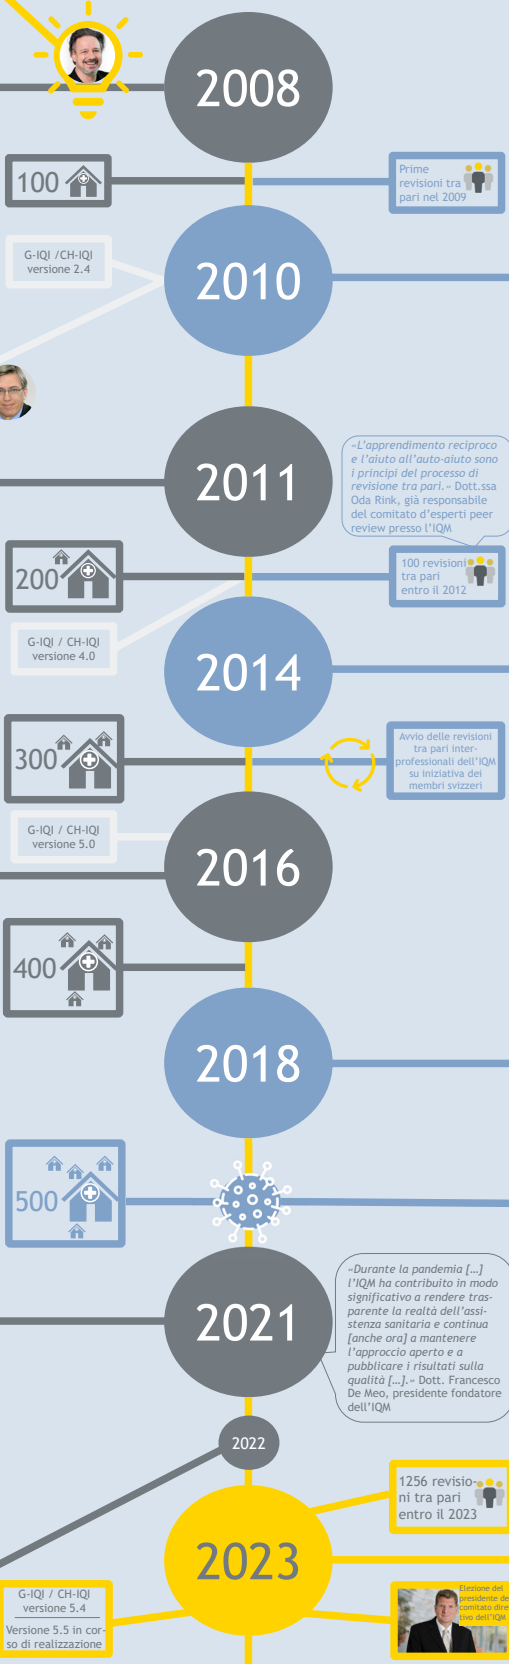 2008
100
Prime
revisioni tra
pari nel 2009
G-IQI /CH-IQI
versione 2.4
2010
2011
«L'apprendimento reciproco
e l'aiuto all'auto-aiuto sono
i principi del processo di
revisione tra pari.» Dott.ssa
Oda Rink, già responsabile
del comitato d'esperti peer
review presso l'IQM
200
100 revisioni
tra pari
entro il 2012
G-IQI / CH-IQI
versione 4.0
2014
300
Avvio delle revisioni
tra pari inter-
professionali dell'IQM
su iniziativa dei
membri svizzeri
G-IQI / CH-IQI
versione 5.0
2016
400
2018
500
2021
«Durante la pandemia […]
l'IQM ha contribuito in modo
significativo a rendere tras-
parente la realtà dell'assi-
stenza sanitaria e continua
[anche ora] a mantenere
l'approccio aperto e a
pubblicare i risultati sulla
qualità […].» Dott. Francesco
De Meo, presidente fondatore
dell'IQM
2022
1256 revisio-
ni tra pari
entro il 2023
2023
G-IQI / CH-IQI
versione 5.4
Versione 5.5 in cor-
so di realizzazione
Elezione del
presidente de
comitato dire
tivo dell'IQM